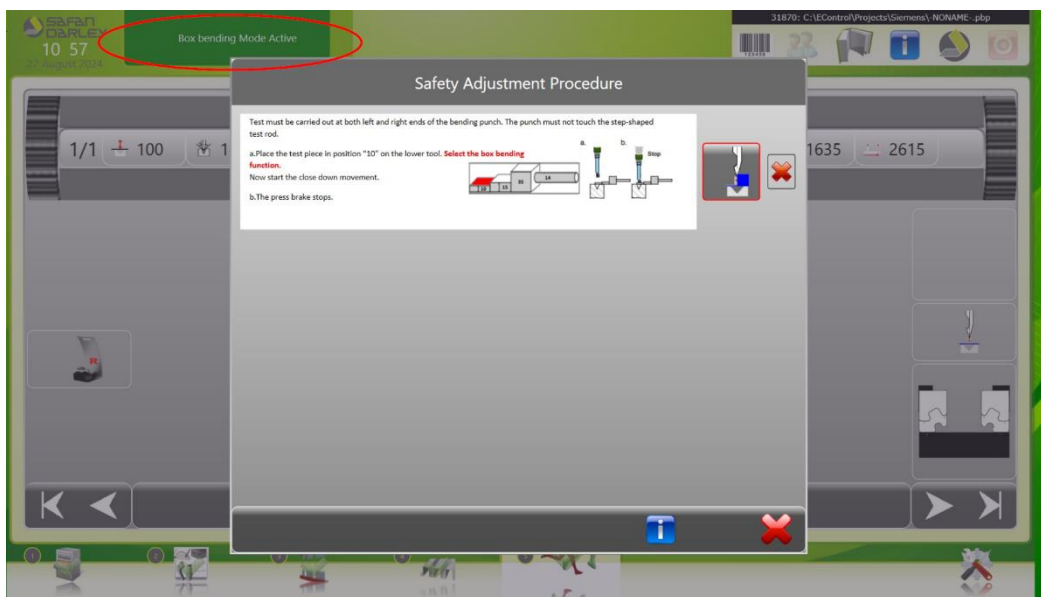 SAFAN
DARLEY
10 57
27 August 2024
Box bending Mode Active
31870: C:\EControl\Projects\Siemens\-NONAME-.pbp
123456
Safety Adjustment Procedure
Test must be carried out at both left and right ends of the bending punch. The punch must not touch the step-shaped
test rod.
a.Place the test piece in position "10" on the lower tool. Select the box bending
function.
Now start the close down movement.
b.The press brake stops.
a.
b.
Stop
10
15
35
14
1/1
100
1
1635
2615
R
1
2